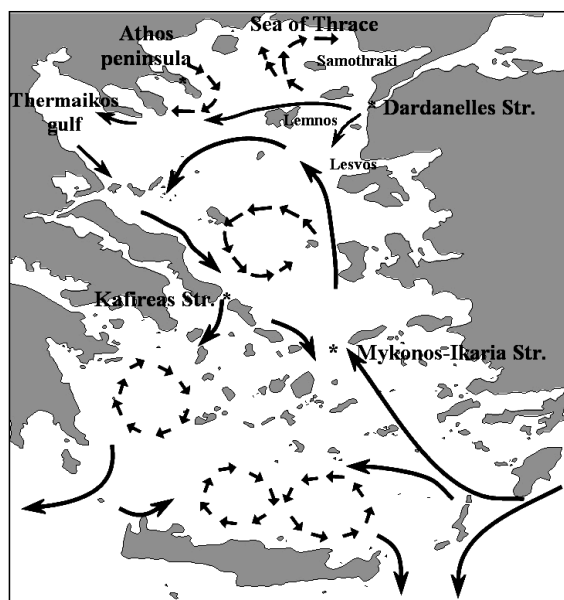 Sea of Thrace
Athos
peninsula
Samothraki
Thermaikos
gulf
* Dardanelles Str.
Lemnos
Lesvos
Kafireas Str. *
*
Mykonos-Ikaria Str.